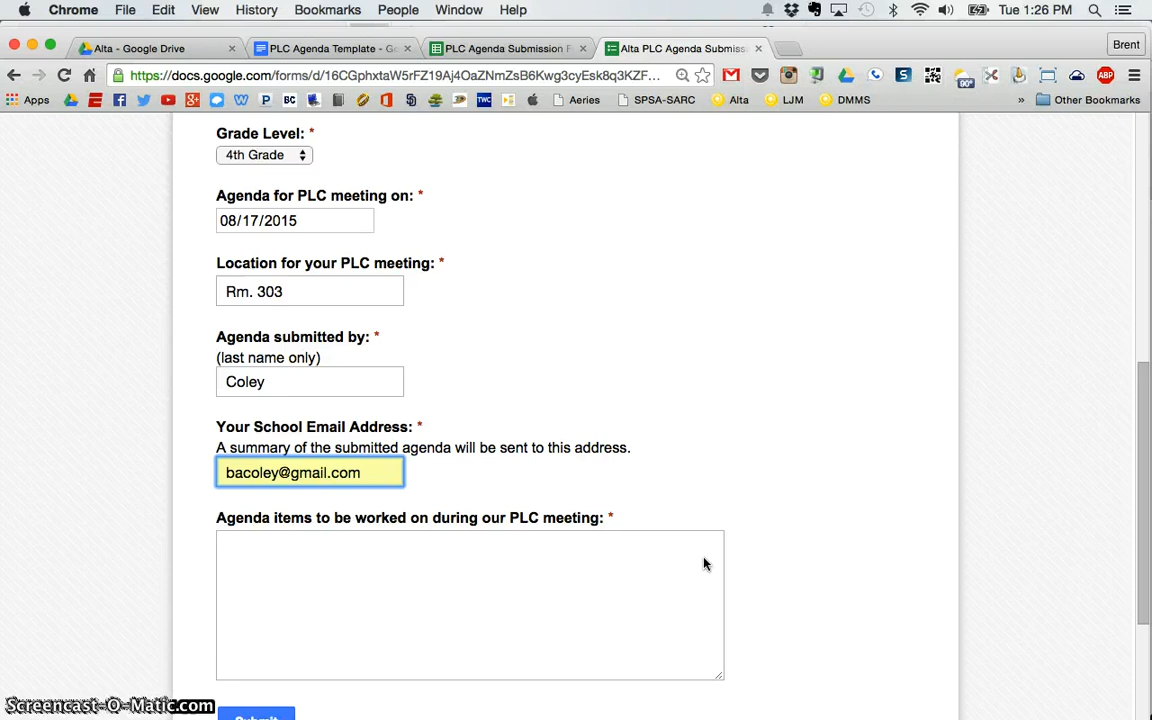 Chrome File Edit View History Bookmarks People Window Help Tue 1:26 PM
Alta - Google Drive PLC Agenda Template - Go PLC Agenda Submission F Alta PLC Agenda Submiss Brent
https://docs.google.com/forms/d/16CGphxtaW5rFZ19Aj4OaZNmZsB6Kwg3cyEsk8q3KZF... ABP
Apps Aeries SPSA-SARC Alta LJM DMMS » Other Bookmarks
Grade Level: *
4th Grade
Agenda for PLC meeting on: *
08/17/2015
Location for your PLC meeting: *
Rm. 303
Agenda submitted by: *
(last name only)
Coley
Your School Email Address: *
A summary of the submitted agenda will be sent to this address.
bacoley@gmail.com
Agenda items to be worked on during our PLC meeting: *
Submit
Screencast-O-Matic.com